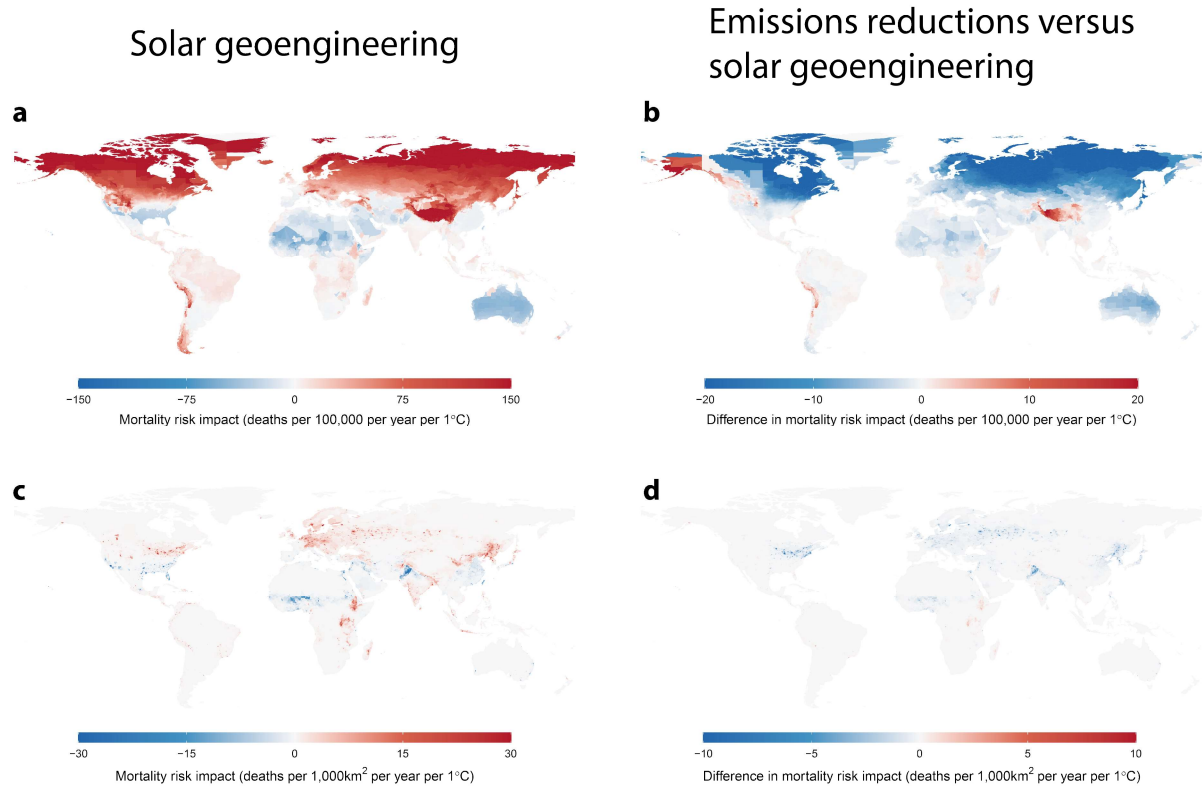 Solar geoengineering
Emissions reductions versus
solar geoengineering
a
b
−150 −75 0 75 150
Mortality risk impact (deaths per 100,000 per year per 1°C)
−20 −10 0 10 20
Difference in mortality risk impact (deaths per 100,000 per year per 1°C)
c
d
−30 −15 0 15 30
Mortality risk impact (deaths per 1,000km² per year per 1°C)
−10 −5 0 5 10
Difference in mortality risk impact (deaths per 1,000km² per year per 1°C)